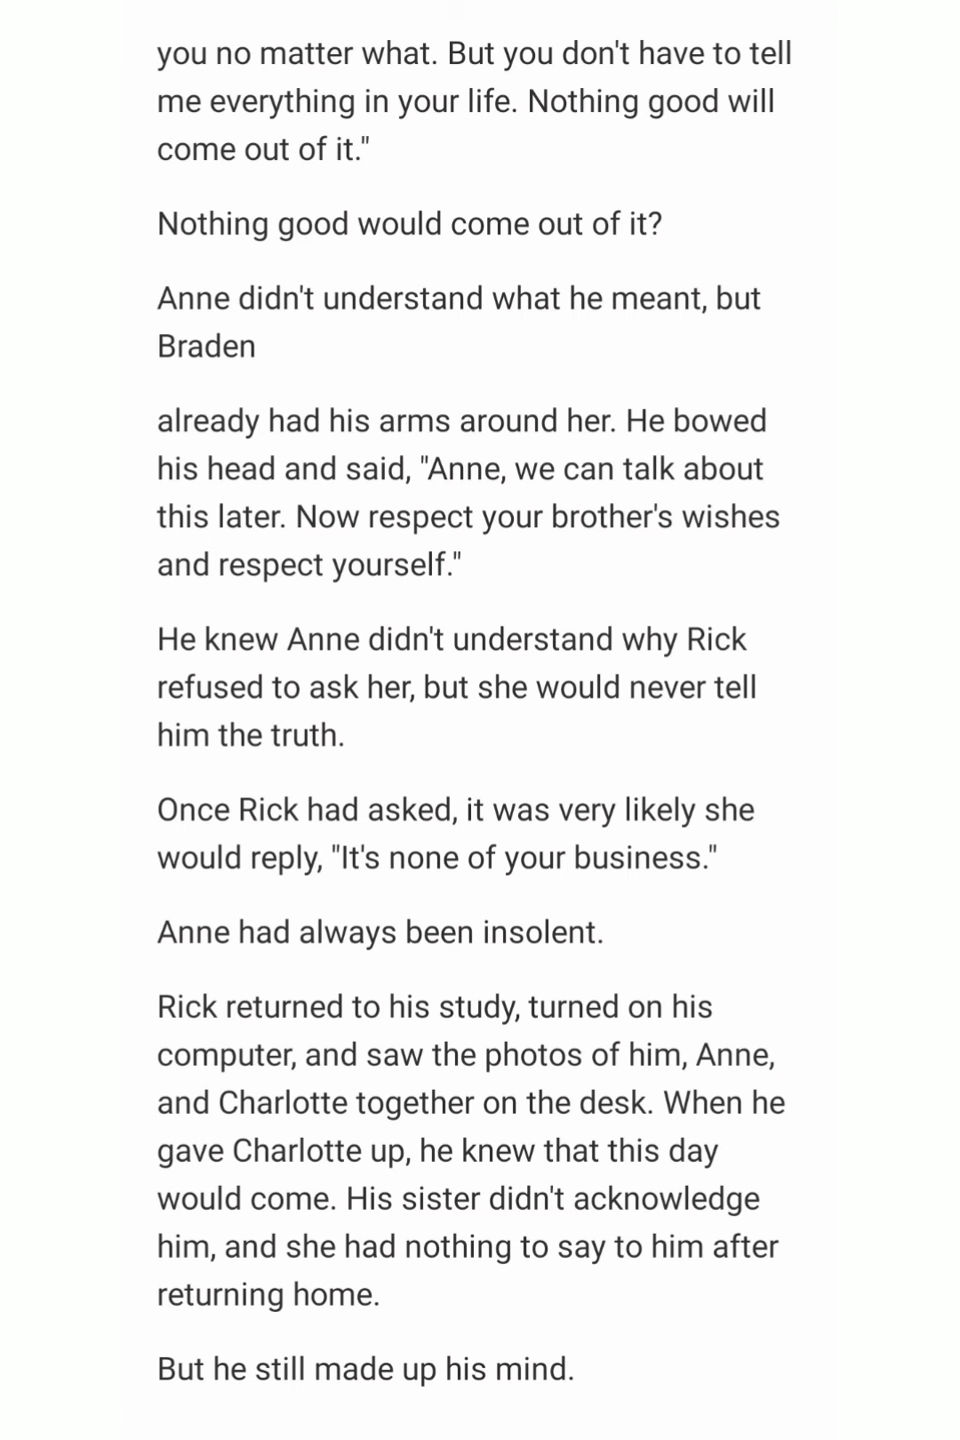 you no matter what. But you don't have to tell
me everything in your life. Nothing good will
come out of it."
Nothing good would come out of it?
Anne didn't understand what he meant, but
Braden
already had his arms around her. He bowed
his head and said, "Anne, we can talk about
this later. Now respect your brother's wishes
and respect yourself."
He knew Anne didn't understand why Rick
refused to ask her, but she would never tell
him the truth.
Once Rick had asked, it was very likely she
would reply, "It's none of your business."
Anne had always been insolent.
Rick returned to his study, turned on his
computer, and saw the photos of him, Anne,
and Charlotte together on the desk. When he
gave Charlotte up, he knew that this day
would come. His sister didn't acknowledge
him, and she had nothing to say to him after
returning home.
But he still made up his mind.